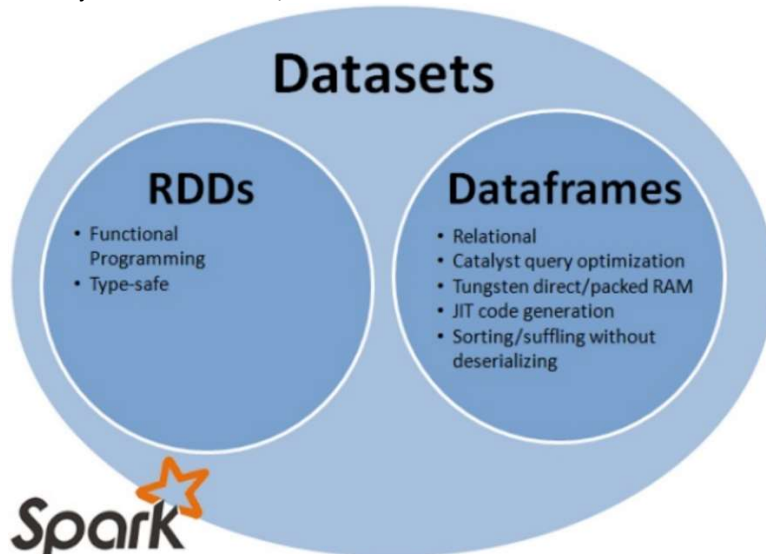 Datasets
RDDs
• Functional
Programming
• Type-safe
Dataframes
• Relational
• Catalyst query optimization
• Tungsten direct/packed RAM
• JIT code generation
• Sorting/suffling without
deserializing
Spark